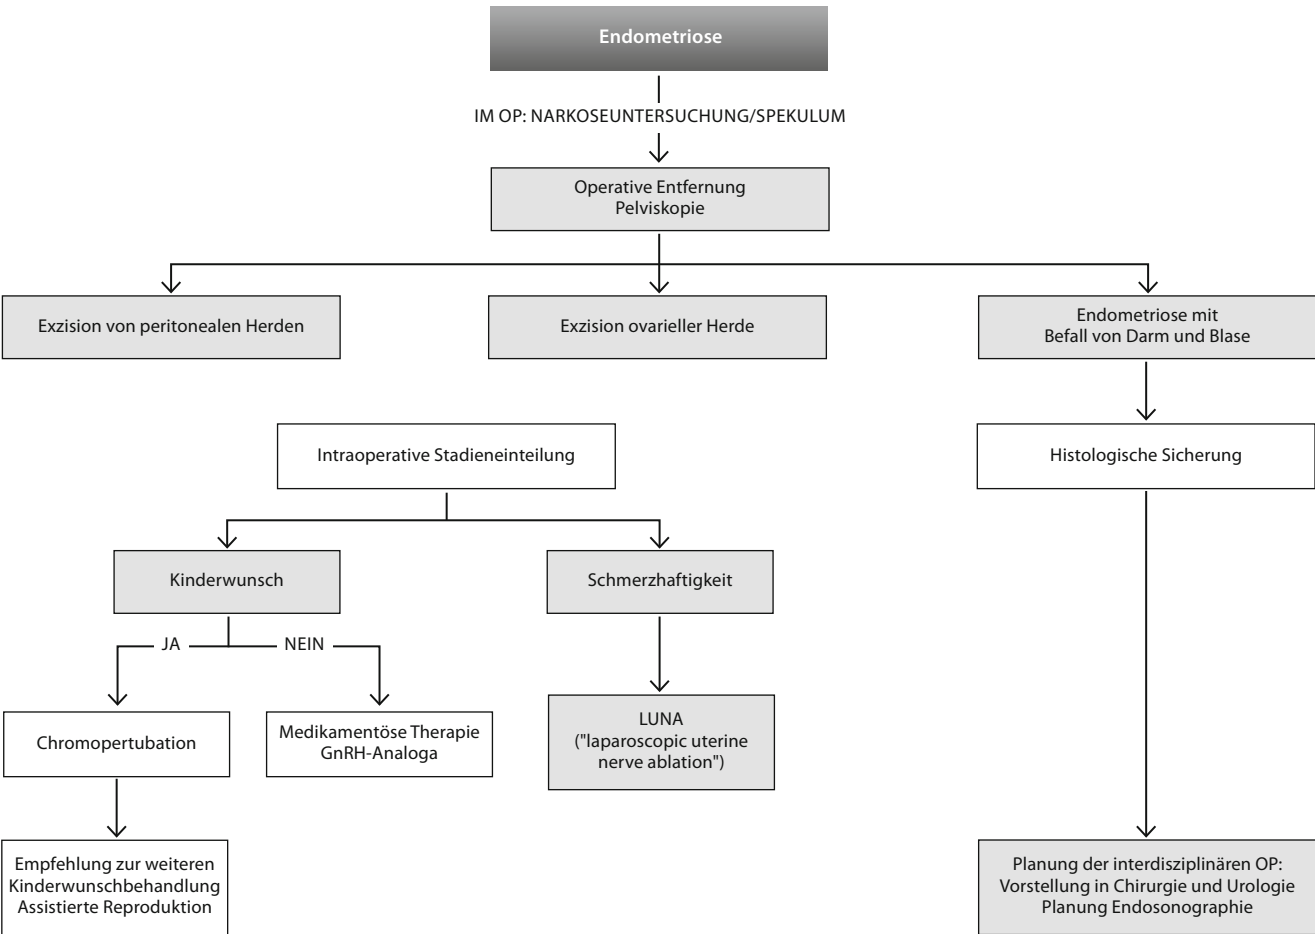 Endometriose
IM OP: NARKOSEUNTERSUCHUNG/SPEKULUM
Operative Entfernung
Pelviskopie
Exzision von peritonealen Herden
Exzision ovarieller Herde
Endometriose mit
Befall von Darm und Blase
Intraoperative Stadieneinteilung
Histologische Sicherung
Kinderwunsch
Schmerzhaftigkeit
JA
NEIN
Chromopertubation
Medikamentöse Therapie
GnRH-Analoga
LUNA
("laparoscopic uterine
nerve ablation")
Empfehlung zur weiteren
Kinderwunschbehandlung
Assistierte Reproduktion
Planung der interdisziplinären OP:
Vorstellung in Chirurgie und Urologie
Planung Endosonographie